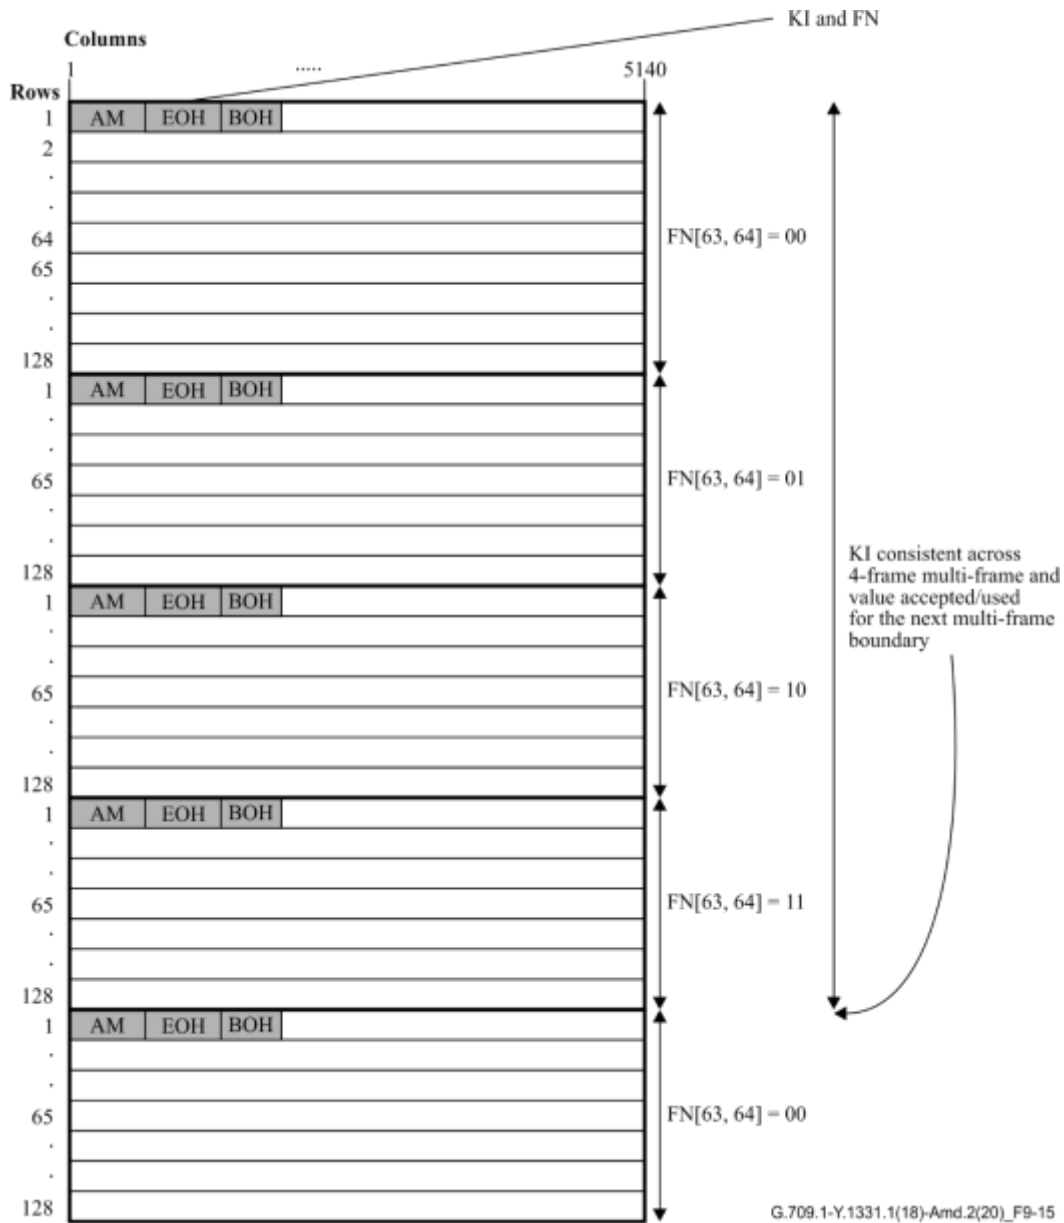 KI and FN
Columns
1 ..... 5140
Rows
1 AM EOH BOH
2
.
.
64
FN[63, 64] = 00
65
.
.
128
1 AM EOH BOH
.
.
65 FN[63, 64] = 01
.
.
128
KI consistent across
4-frame multi-frame and
value accepted/used
for the next multi-frame
boundary
1 AM EOH BOH
.
.
65 FN[63, 64] = 10
.
.
128
1 AM EOH BOH
.
.
65 FN[63, 64] = 11
.
.
128
1 AM EOH BOH
.
.
65 FN[63, 64] = 00
.
.
128
G.709.1-Y.1331.1(18)-Amd.2(20)_F9-15